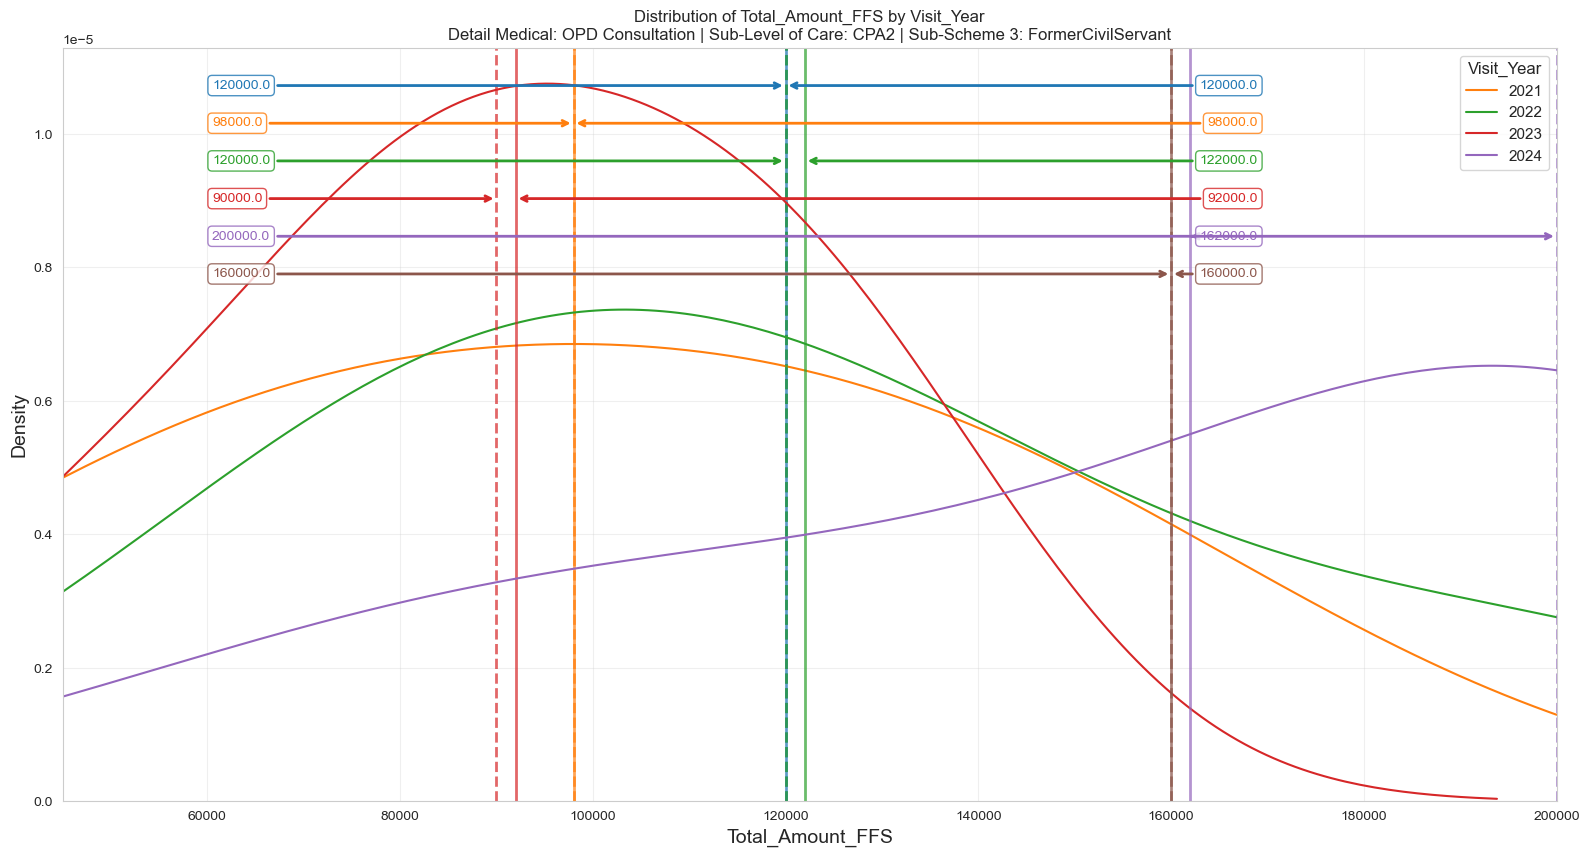 Distribution of Total_Amount_FFS by Visit_Year
Detail Medical: OPD Consultation | Sub-Level of Care: CPA2 | Sub-Scheme 3: FormerCivilServant
1e−5
Visit_Year
2021
2022
2023
2024
120000.0 120000.0
98000.0 98000.0
120000.0 122000.0
90000.0 92000.0
200000.0 162000.0
160000.0 160000.0
1.0
0.8
0.6
0.4
0.2
0.0
Density
60000 80000 100000 120000 140000 160000 180000 200000
Total_Amount_FFS